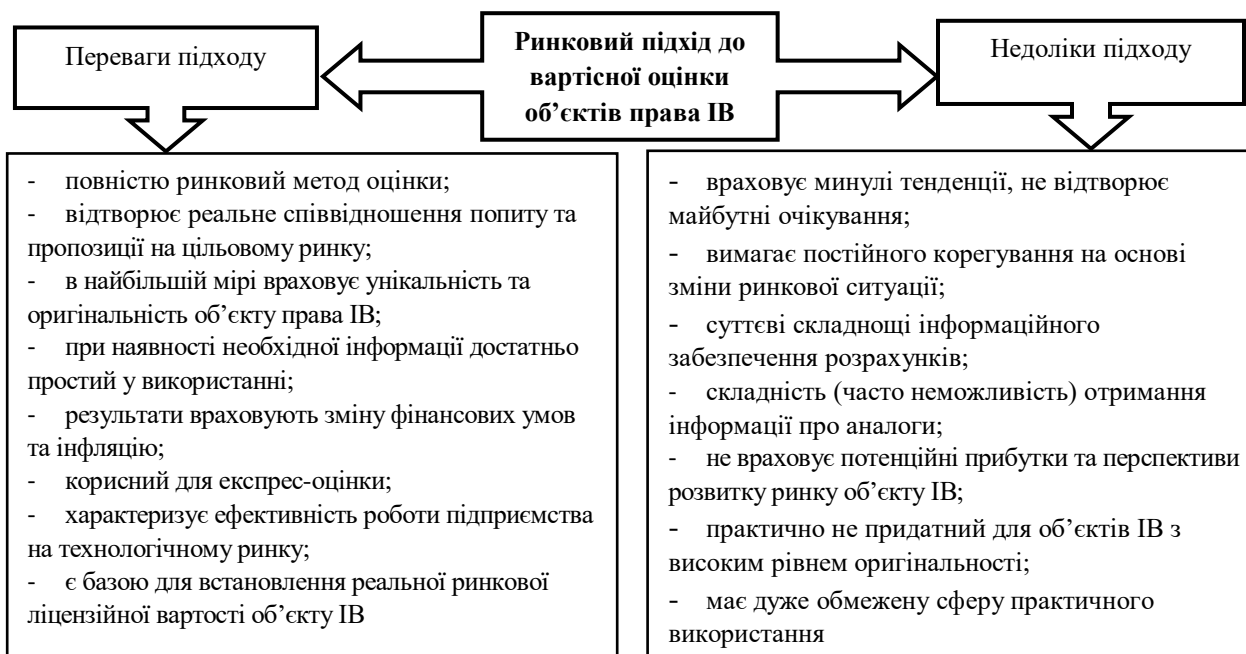 Переваги підходу
Ринковий підхід до
вартісної оцінки
об’єктів права ІВ
Недоліки підходу
- повністю ринковий метод оцінки;
- відтворює реальне співвідношення попиту та
пропозиції на цільовому ринку;
- в найбільшій мірі враховує унікальність та
оригінальність об’єкту права ІВ;
- при наявності необхідної інформації достатньо
простий у використанні;
- результати враховують зміну фінансових умов
та інфляцію;
- корисний для експрес-оцінки;
- характеризує ефективність роботи підприємства
на технологічному ринку;
- є базою для встановлення реальної ринкової
ліцензійної вартості об’єкту ІВ
- враховує минулі тенденції, не відтворює
майбутні очікування;
- вимагає постійного корегування на основі
зміни ринкової ситуації;
- суттєві складнощі інформаційного
забезпечення розрахунків;
- складність (часто неможливість) отримання
інформації про аналоги;
- не враховує потенційні прибутки та перспективи
розвитку ринку об’єкту ІВ;
- практично не придатний для об’єктів ІВ з
високим рівнем оригінальності;
- має дуже обмежену сферу практичного
використання